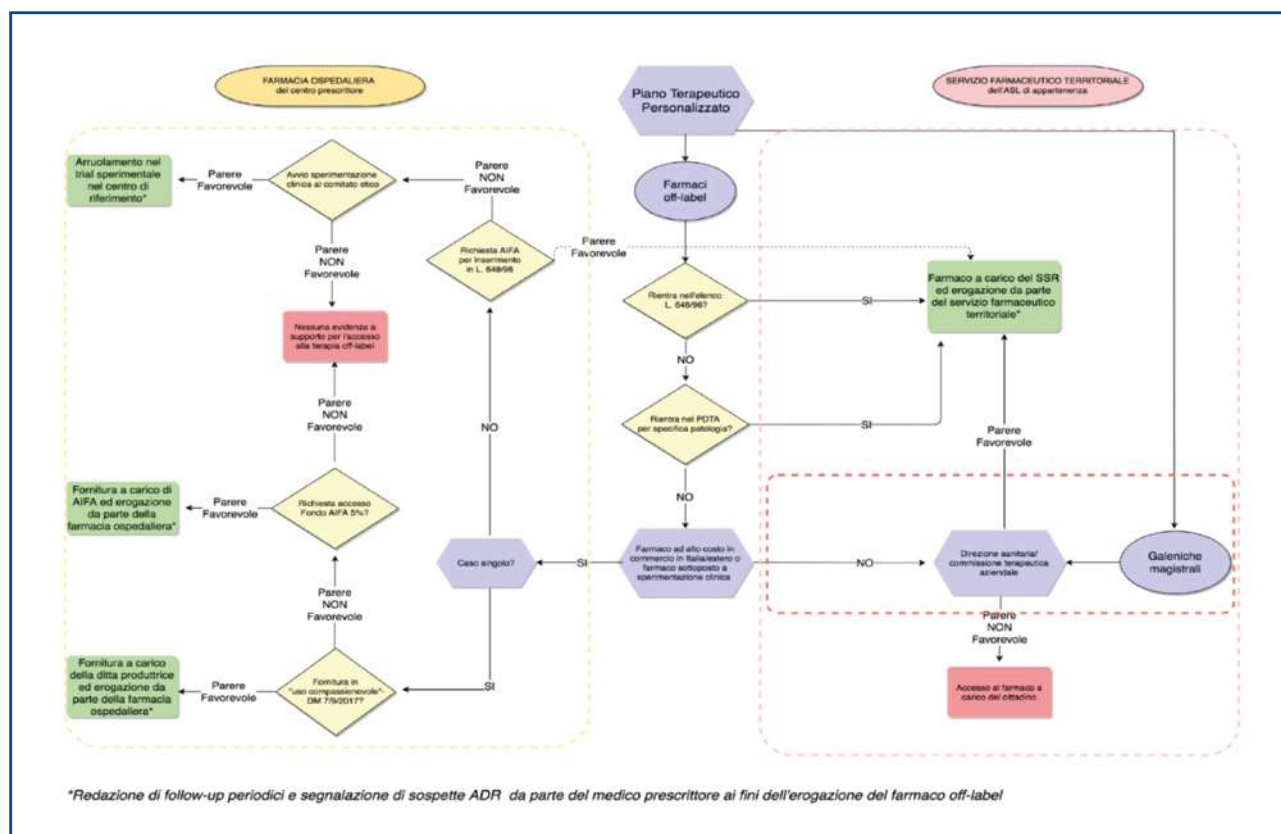 FARMACIA OSPEDALIERA
del centro prescrittore
Piano Terapeutico
Personalizzato
SERVIZIO FARMACEUTICO TERRITORIALE
dell'ASL di appartenenza
Arruolamento nel
trial sperimentale
nel centro di
riferimento*
Parere
Favorevole
Avvio sperimentazione
clinica al comitato etico
Parere
NON
Favorevole
Farmaci
off-label
Parere
NON
Favorevole
Richiesta AIFA
per inserimento
in L. 648/96
Parere
Favorevole
Rientra nell'elenco
L. 648/96?
SI
Farmaco a carico del SSR
ed erogazione da parte
del servizio farmaceutico
territoriale*
Nessuna evidenza a
supporto per l'accesso
alla terapia off-label
NO
Parere
NON
Favorevole
NO
Rientra nel PDTA
per specifica patologia?
SI
Parere
Favorevole
Fornitura a carico di
AIFA ed erogazione
da parte della
farmacia ospedaliera*
Parere
Favorevole
Richiesta accesso
Fondo AIFA 5%?
NO
Caso singolo?
SI
Farmaco ad alto costo in
commercio in Italia/estero o
farmaco sottoposto a
sperimentazione clinica
NO
Direzione sanitaria/
commissione terapeutica
aziendale
Galeniche
magistrali
Parere
NON
Favorevole
Parere
NON
Favorevole
Fornitura a carico
della ditta produttrice
ed erogazione da
parte della farmacia
ospedaliera*
Parere
Favorevole
Fornitura in
"uso compassionevole"-
DM 7/9/2017?
SI
Accesso al farmaco a
carico del cittadino
*Redazione di follow-up periodici e segnalazione di sospette ADR da parte del medico prescrittore ai fini dell'erogazione del farmaco off-label